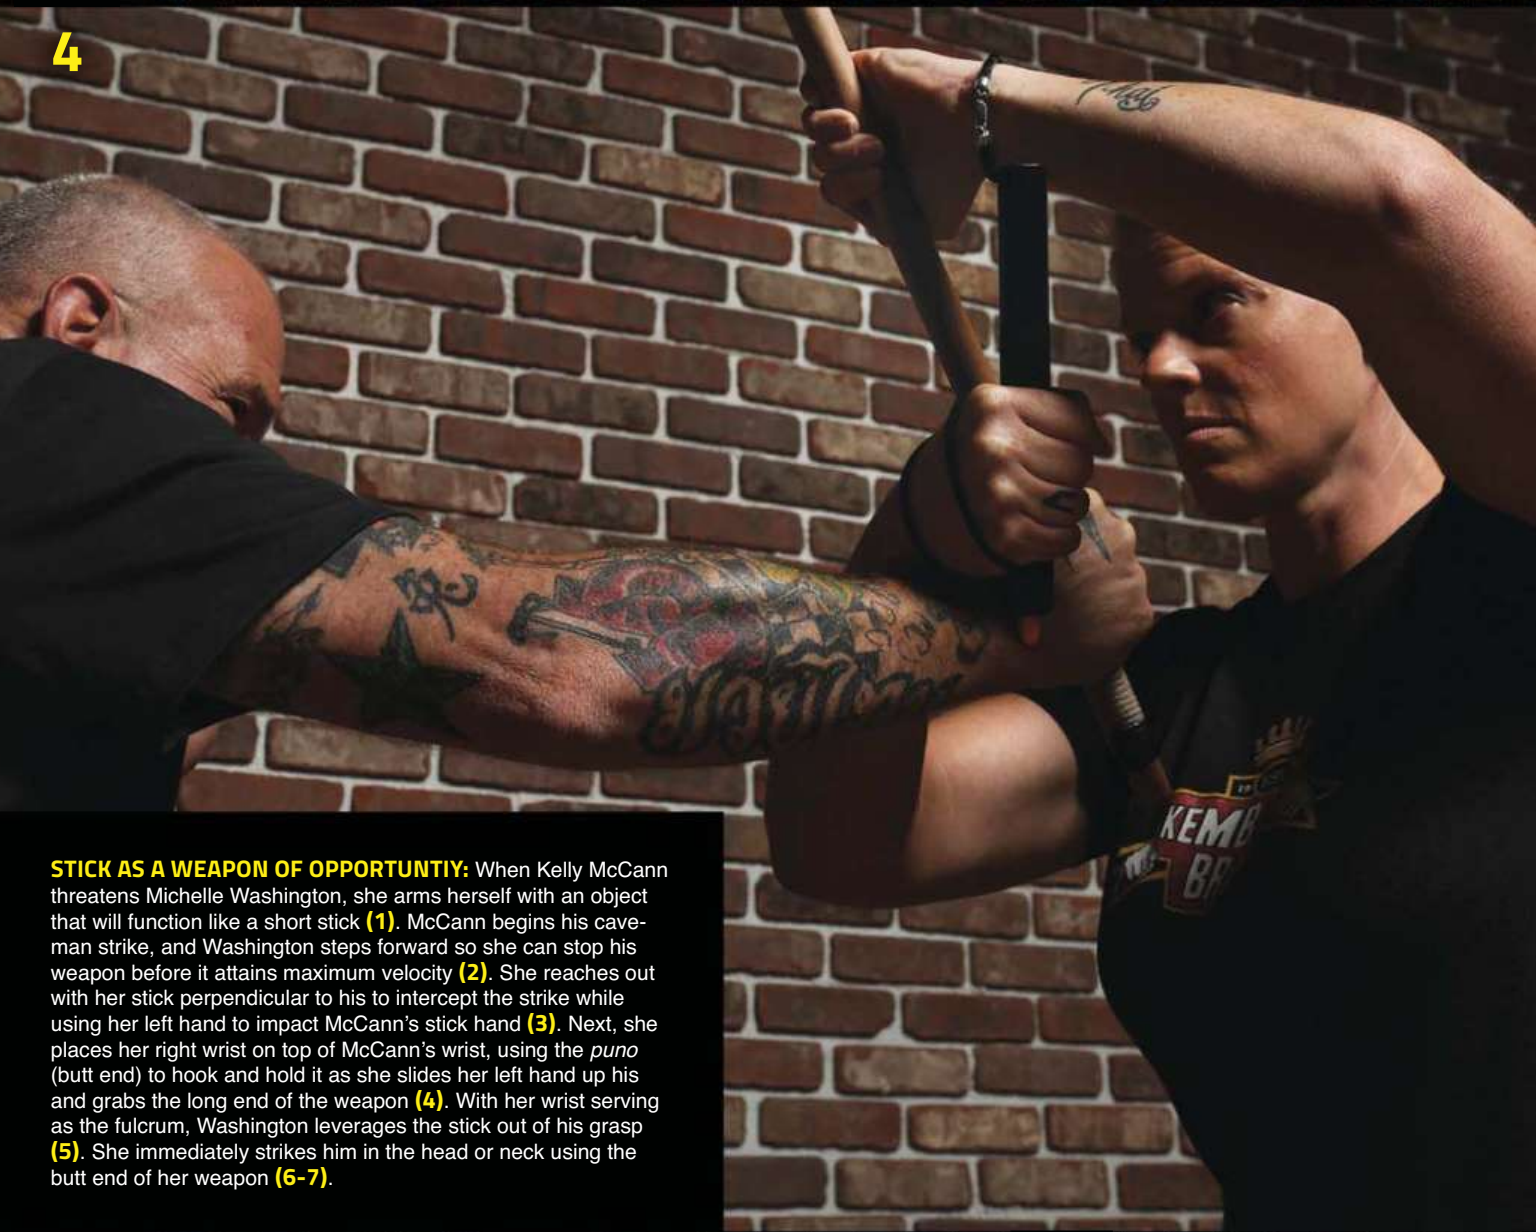 4
STICK AS A WEAPON OF OPPORTUNTIY: When Kelly McCann
threatens Michelle Washington, she arms herself with an object
that will function like a short stick (1). McCann begins his cave-
man strike, and Washington steps forward so she can stop his
weapon before it attains maximum velocity (2). She reaches out
with her stick perpendicular to his to intercept the strike while
using her left hand to impact McCann’s stick hand (3). Next, she
places her right wrist on top of McCann’s wrist, using the puno
(butt end) to hook and hold it as she slides her left hand up his
and grabs the long end of the weapon (4). With her wrist serving
as the fulcrum, Washington leverages the stick out of his grasp
(5). She immediately strikes him in the head or neck using the
butt end of her weapon (6-7).
KEMB
BR